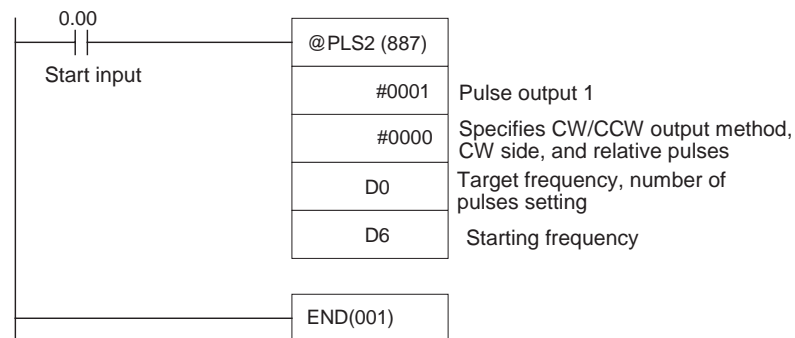 0.00
@PLS2 (887)
Start input
#0001
Pulse output 1
#0000
Specifies CW/CCW output method,
CW side, and relative pulses
D0
Target frequency, number of
pulses setting
D6
Starting frequency
END(001)